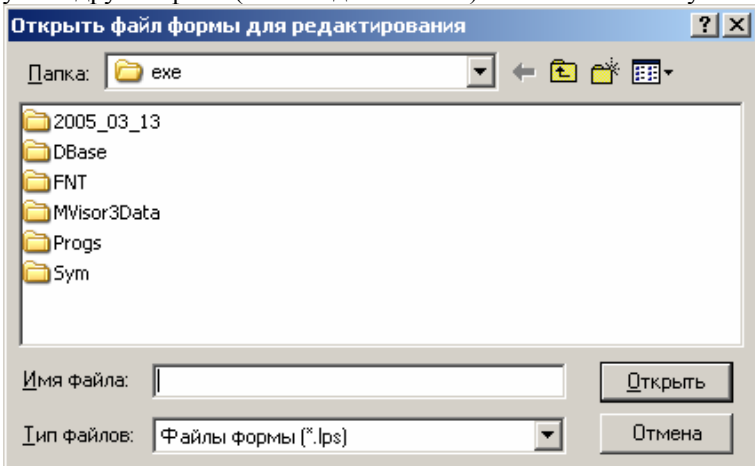 Открыть файл формы для редактирования
Папка: exe
2005_03_13
DBase
FNT
MVisor3Data
Progs
Sym
Имя файла: Открыть
Тип файлов: Файлы формы (*.lps) Отмена